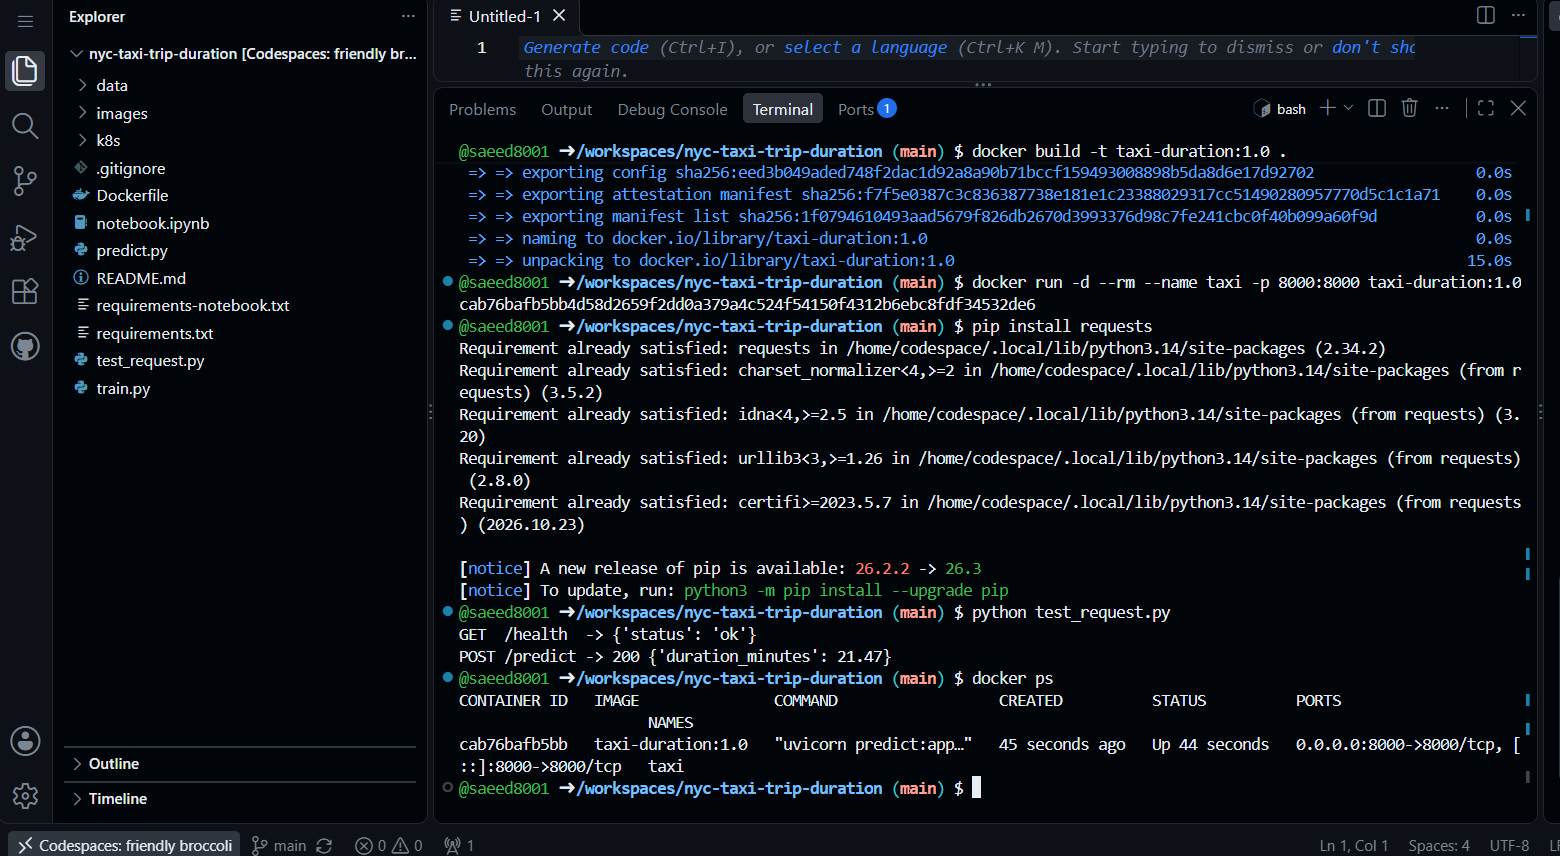 Explorer
···
nyc-taxi-trip-duration [Codespaces: friendly br...
data
images
k8s
.gitignore
Dockerfile
notebook.ipynb
predict.py
README.md
requirements-notebook.txt
requirements.txt
test_request.py
train.py
Outline
Timeline
Untitled-1
···
1 Generate code (Ctrl+I), or select a language (Ctrl+K M). Start typing to dismiss or don't sho
this again.
Problems Output Debug Console Terminal Ports 1 bash
@saeed8001 ➜/workspaces/nyc-taxi-trip-duration (main) $ docker build -t taxi-duration:1.0 .
=> => exporting config sha256:eed3b049aded748f2dac1d92a8a90b71bccf159493008898b5da8d6e17d92702 0.0s
=> => exporting attestation manifest sha256:f7f5e0387c3c836387738e181e1c23388029317cc51490280957770d5c1c1a71 0.0s
=> => exporting manifest list sha256:1f0794610493aad5679f826db2670d3993376d98c7fe241cbc0f40b099a60f9d 0.0s
=> => naming to docker.io/library/taxi-duration:1.0 0.0s
=> => unpacking to docker.io/library/taxi-duration:1.0 15.0s
@saeed8001 ➜/workspaces/nyc-taxi-trip-duration (main) $ docker run -d --rm --name taxi -p 8000:8000 taxi-duration:1.0
cab76bafb5bb4d58d2659f2dd0a379a4c524f54150f4312b6ebc8fdf34532de6
@saeed8001 ➜/workspaces/nyc-taxi-trip-duration (main) $ pip install requests
Requirement already satisfied: requests in /home/codespace/.local/lib/python3.14/site-packages (2.34.2)
Requirement already satisfied: charset_normalizer<4,>=2 in /home/codespace/.local/lib/python3.14/site-packages (from r
equests) (3.5.2)
Requirement already satisfied: idna<4,>=2.5 in /home/codespace/.local/lib/python3.14/site-packages (from requests) (3.
20)
Requirement already satisfied: urllib3<3,>=1.26 in /home/codespace/.local/lib/python3.14/site-packages (from requests)
(2.8.0)
Requirement already satisfied: certifi>=2023.5.7 in /home/codespace/.local/lib/python3.14/site-packages (from requests
) (2026.10.23)
[notice] A new release of pip is available: 26.2.2 -> 26.3
[notice] To update, run: python3 -m pip install --upgrade pip
@saeed8001 ➜/workspaces/nyc-taxi-trip-duration (main) $ python test_request.py
GET /health -> {'status': 'ok'}
POST /predict -> 200 {'duration_minutes': 21.47}
@saeed8001 ➜/workspaces/nyc-taxi-trip-duration (main) $ docker ps
CONTAINER ID IMAGE COMMAND CREATED STATUS PORTS
NAMES
cab76bafb5bb taxi-duration:1.0 "uvicorn predict:app…" 45 seconds ago Up 44 seconds 0.0.0.0:8000->8000/tcp, [
::]:8000->8000/tcp taxi
@saeed8001 ➜/workspaces/nyc-taxi-trip-duration (main) $
Codespaces: friendly broccoli main 0 0 1 Ln 1, Col 1 Spaces: 4 UTF-8